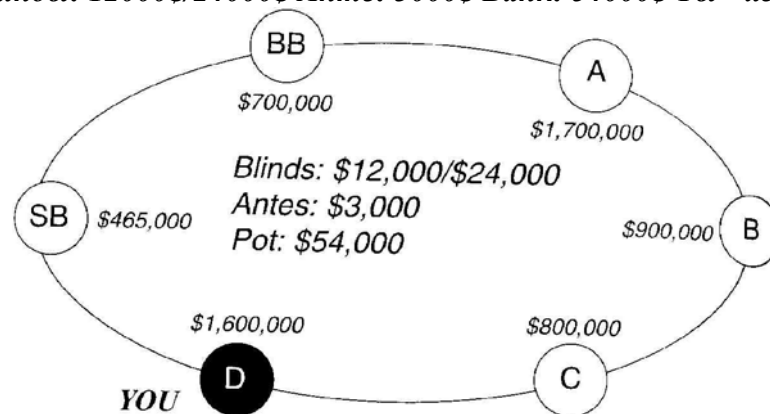 BB
A
$700,000
$1,700,000
Blinds: $12,000/$24,000
Antes: $3,000
Pot: $54,000
SB $465,000
$900,000 B
$1,600,000
$800,000
D
C
YOU